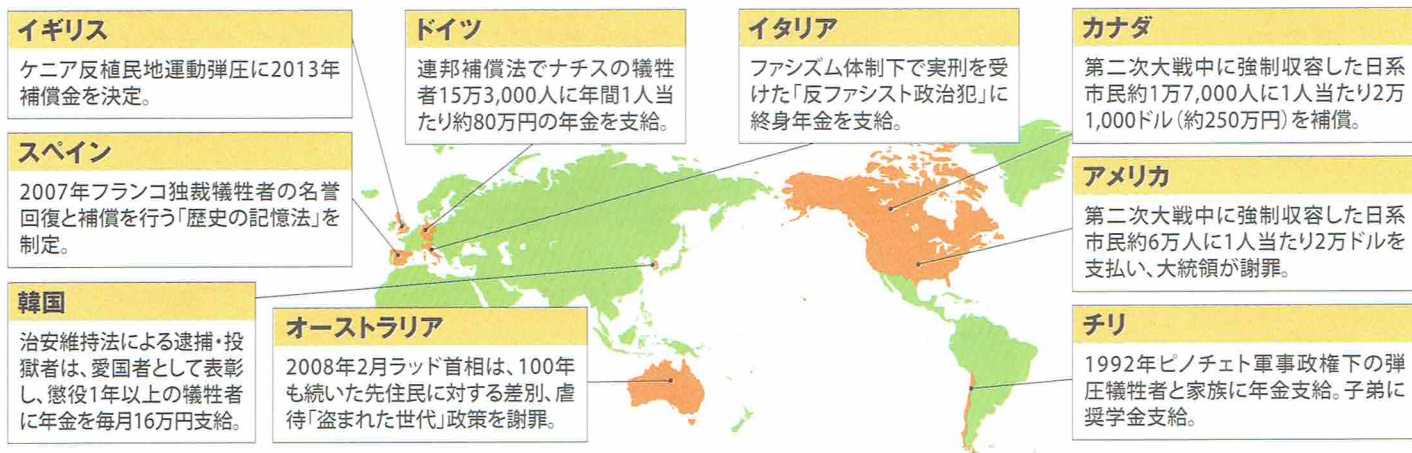 イギリス
ケニア反植民地運動弾圧に2013年
補償金を決定。
スペイン
2007年フランコ独裁犠牲者の名誉
回復と補償を行う「歴史の記憶法」を
制定。
韓国
治安維持法による逮捕・投
獄者は、愛国者として表彰
し、懲役1年以上の犠牲者
に年金を毎月16万円支給。
ドイツ
連邦補償法でナチスの犠牲
者15万3,000人に年間1人当
たり約80万円の年金を支給。
オーストラリア
2008年2月ラッド首相は、100年
も続いた先住民に対する差別、虐
待「盗まれた世代」政策を謝罪。
イタリア
ファシズム体制下で実刑を受
けた「反ファシスト政治犯」に
終身年金を支給。
カナダ
第二次大戦中に強制収容した日系
市民約1万7,000人に1人当たり2万
1,000ドル(約250万円)を補償。
アメリカ
第二次大戦中に強制収容した日系
市民約6万人に1人当たり2万ドルを
支払い、大統領が謝罪。
チリ
1992年ピノチェト軍事政権下の弾
圧犠牲者と家族に年金支給。子弟に
奨学金支給。